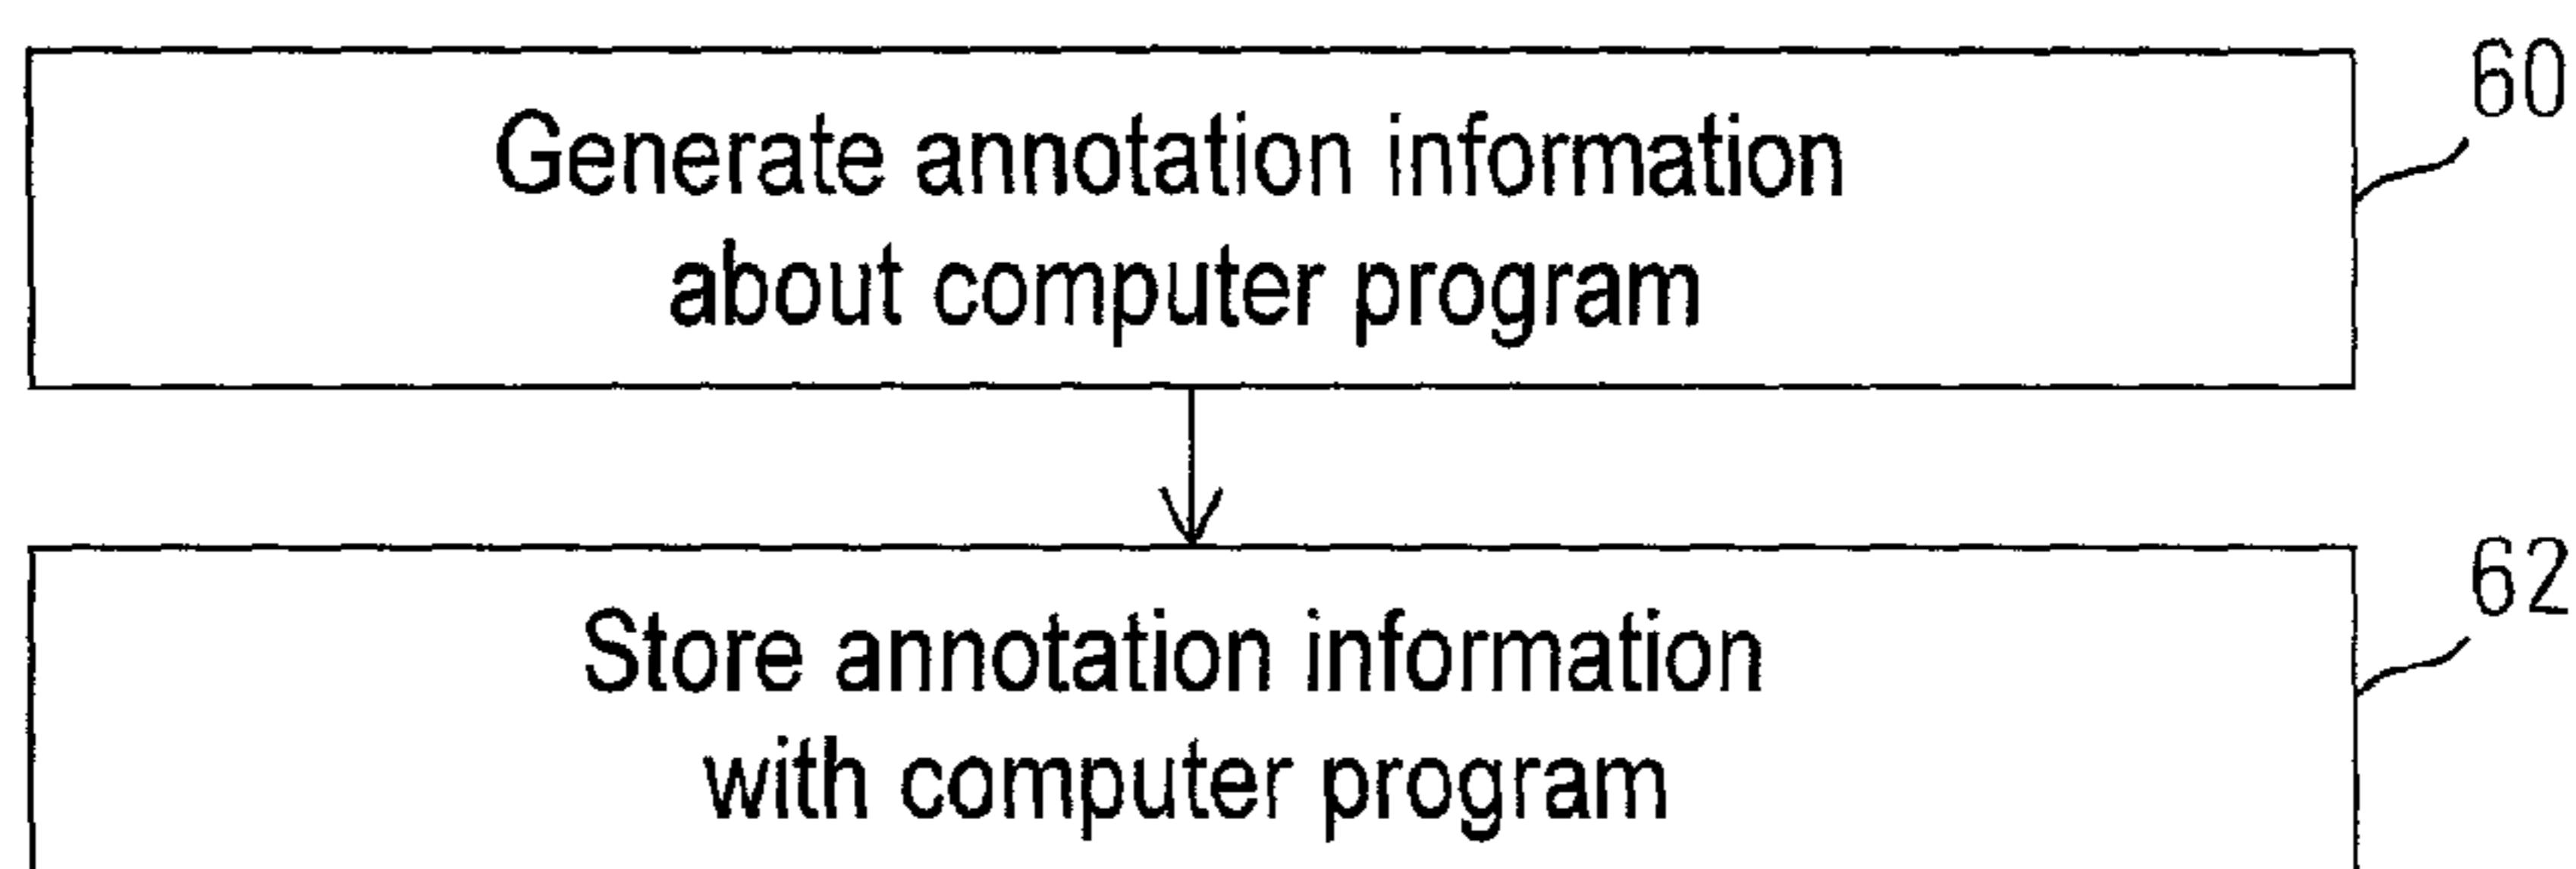 60
Generate annotation information
about computer program
62
Store annotation information
with computer program